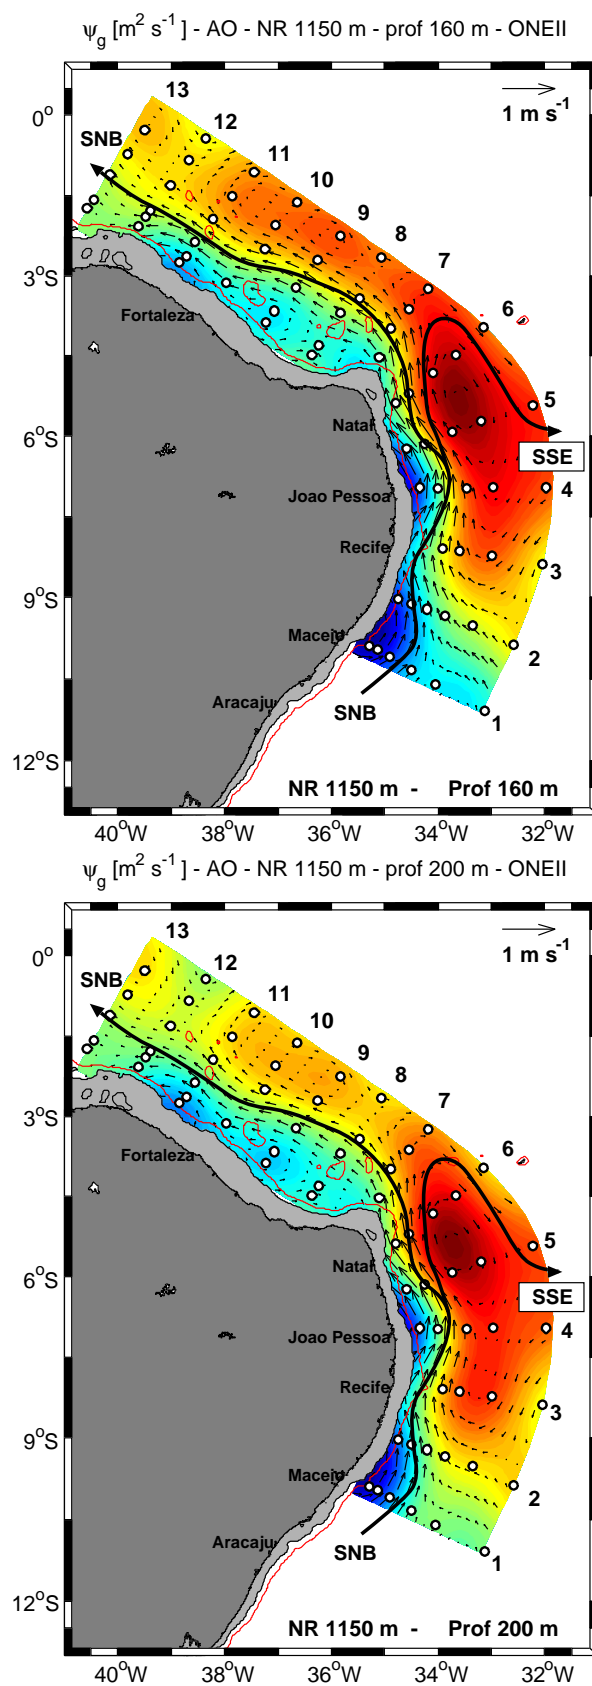 ψg [m² s⁻¹] - AO - NR 1150 m - prof 160 m - ONEII
13
1 m s⁻¹
0°
12
SNB
11
10
9
8
7
3°S
6
Fortaleza
5
Natal
6°S
SSE
Joao Pessoa
4
Recife
3
9°S
Maceio
2
Aracaju
SNB
1
12°S
NR 1150 m - Prof 160 m
40°W 38°W 36°W 34°W 32°W
ψg [m² s⁻¹] - AO - NR 1150 m - prof 200 m - ONEII
13
1 m s⁻¹
0°
12
SNB
11
10
9
8
7
3°S
6
Fortaleza
5
Natal
6°S
SSE
Joao Pessoa
4
Recife
3
9°S
Maceio
2
Aracaju
SNB
1
12°S
NR 1150 m - Prof 200 m
40°W 38°W 36°W 34°W 32°W